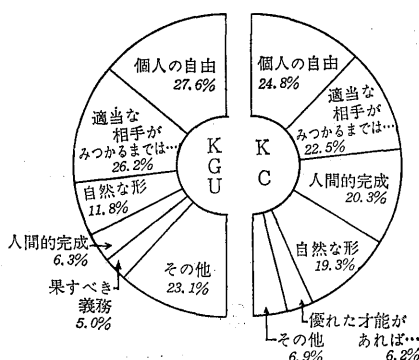 個人の自由
27.6%
適当な
相手が
みつかるまでは…
26.2%
自然な形
11.8%
人間的完成
6.3%
果すべき
義務
5.0%
その他
23.1%
KGU
KC
個人の自由
24.8%
適当な
相手が
みつかるまでは…
22.5%
人間的完成
20.3%
自然な形
19.3%
優れた才能が
あれば…
6.2%
その他
6.9%